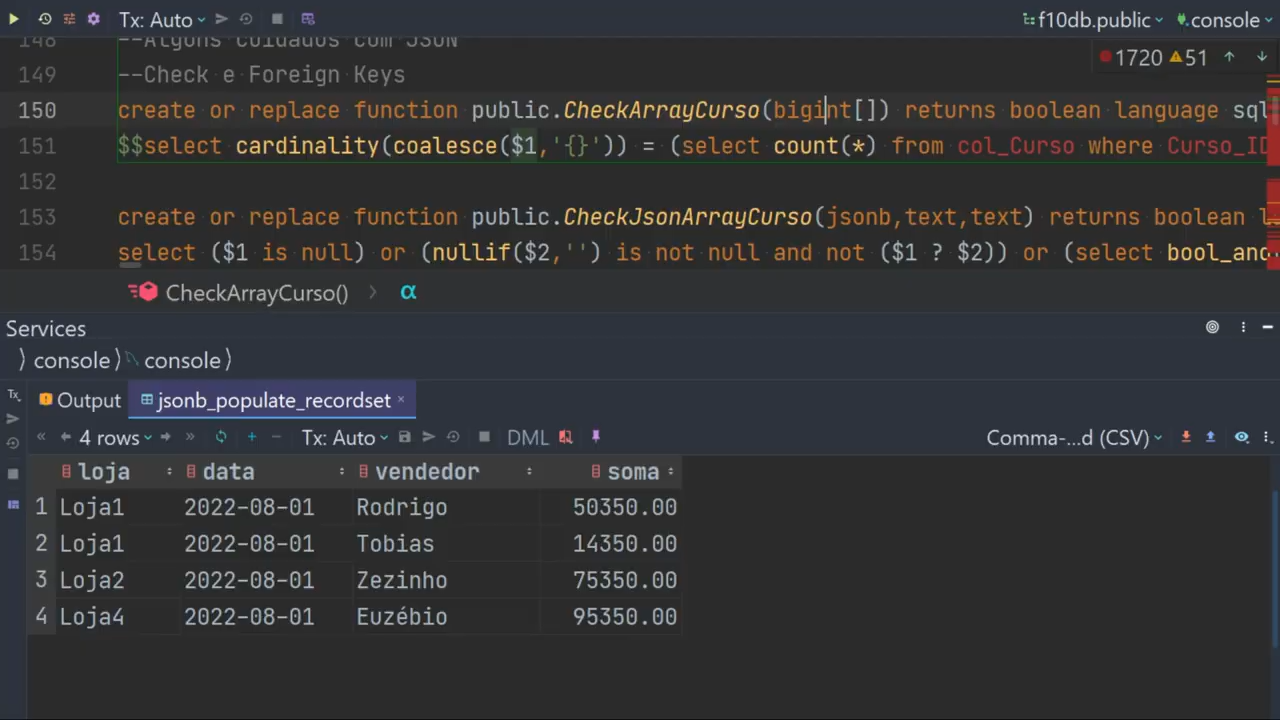 Tx: Auto f10db.public console
148 --Alguns cuidados com JSON 1720 51
149 --Check e Foreign Keys
150 create or replace function public.CheckArrayCurso(bigint[]) returns boolean language sql
151 $$select cardinality(coalesce($1,'{}')) = (select count(*) from col_Curso where Curso_ID
152
153 create or replace function public.CheckJsonArrayCurso(jsonb,text,text) returns boolean l
154 select ($1 is null) or (nullif($2,'') is not null and not ($1 ? $2)) or (select bool_and
CheckArrayCurso() > α
Services
console console
Tx Output jsonb_populate_recordset ×
« 4 rows » + − Tx: Auto DML Comma-...d (CSV)
loja data vendedor soma
1 Loja1 2022-08-01 Rodrigo 50350.00
2 Loja1 2022-08-01 Tobias 14350.00
3 Loja2 2022-08-01 Zezinho 75350.00
4 Loja4 2022-08-01 Euzébio 95350.00